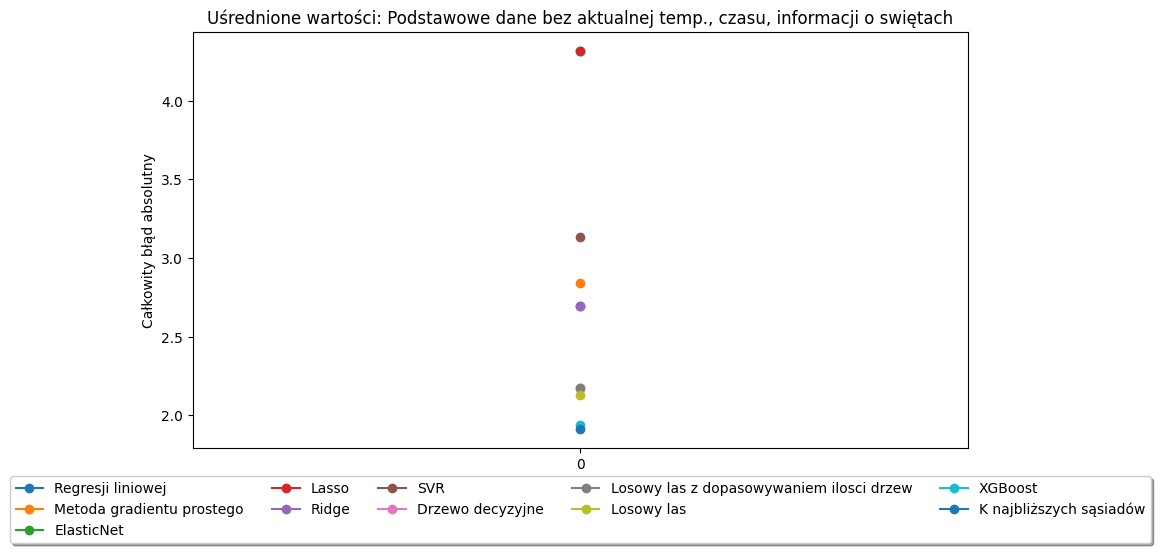 Uśrednione wartości: Podstawowe dane bez aktualnej temp., czasu, informacji o swiętach
Całkowity błąd absolutny
4.0
3.5
3.0
2.5
2.0
0
Regresji liniowej
Metoda gradientu prostego
ElasticNet
Lasso
Ridge
SVR
Drzewo decyzyjne
Losowy las z dopasowywaniem ilosci drzew
Losowy las
XGBoost
K najbliższych sąsiadów